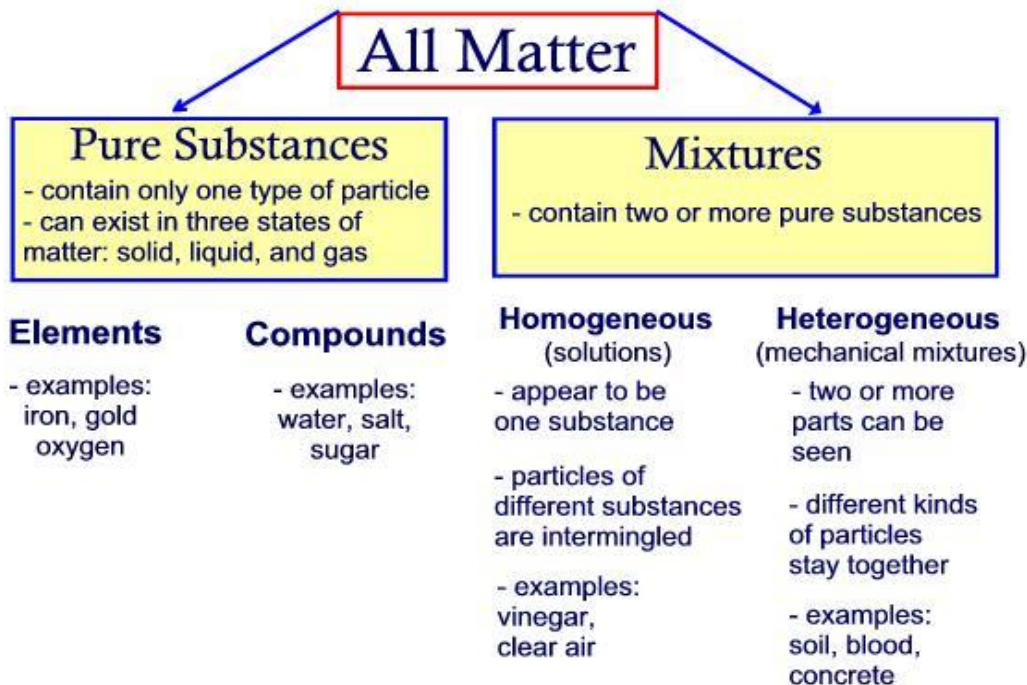 All Matter
Pure Substances
- contain only one type of particle
- can exist in three states of
matter: solid, liquid, and gas
Mixtures
- contain two or more pure substances
Elements
- examples:
iron, gold
oxygen
Compounds
- examples:
water, salt,
sugar
Homogeneous
(solutions)
- appear to be
one substance
- particles of
different substances
are intermingled
- examples:
vinegar,
clear air
Heterogeneous
(mechanical mixtures)
- two or more
parts can be
seen
- different kinds
of particles
stay together
- examples:
soil, blood,
concrete